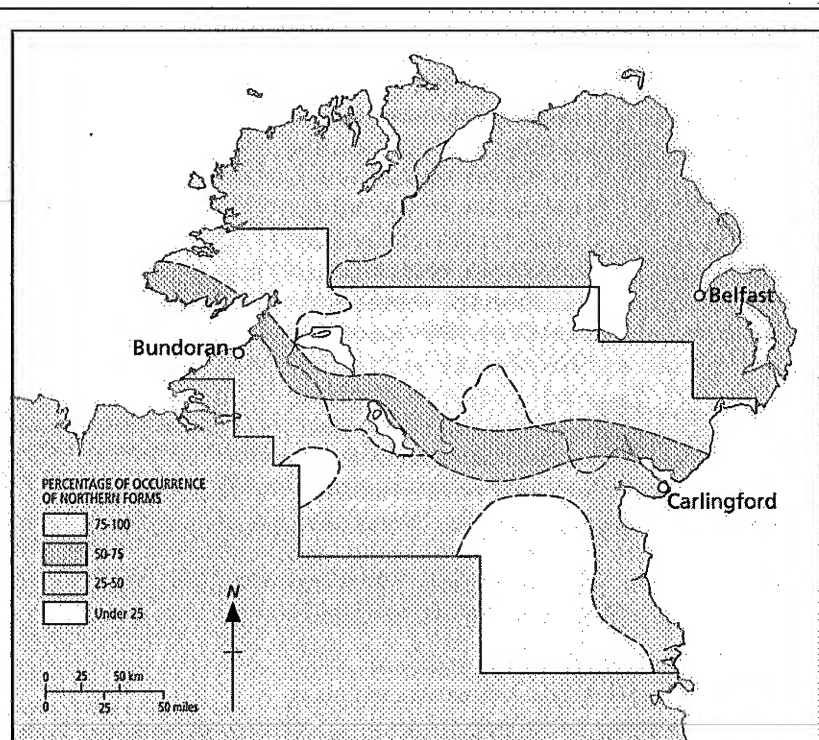 Belfast
Bundoran
Carlingford
PERCENTAGE OF OCCURRENCE
OF NORTHERN FORMS
75-100
50-75
25-50
Under 25
N
0 25 50 km
0 25 50 miles